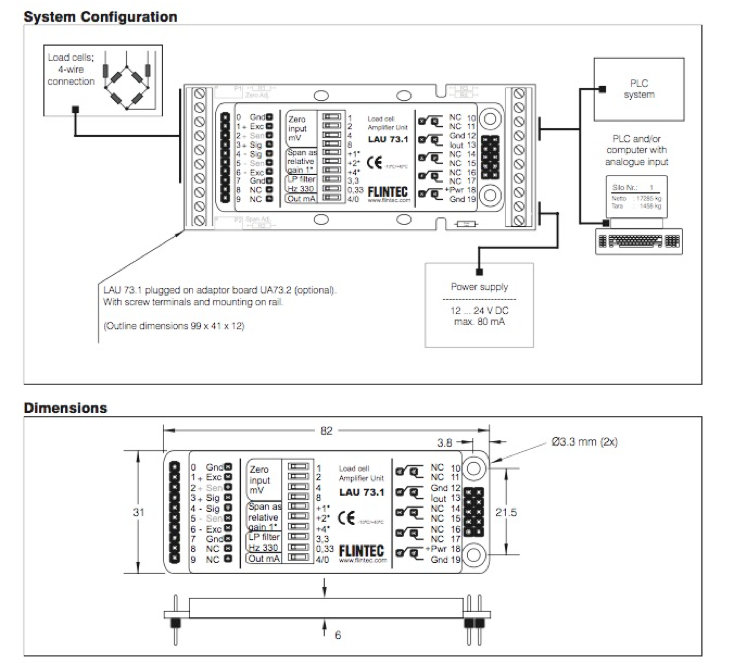 System Configuration
Load cells;
4-wire
connection
P1
Zero Adj.
0 Gnd
1 + Exc
2 + Sen
3 + Sig
4 - Sig
5 - Sen
6 - Exc
7 Gnd
8 NC
9 NC
Zero
input
mV
Span as
relative
gain 1*
LP filter
Hz 330
Out mA
1
2
4
8
+1*
+2*
+4*
3,3
0,33
4/0
Load cell
Amplifier Unit
LAU 73.1
CE
FLINTEC
www.flintec.com
NC 10
NC 11
Gnd 12
Iout 13
NC 14
NC 15
NC 16
NC 17
+Pwr 18
Gnd 19
P2 Span Adj.
PLC
system
PLC and/or
computer with
analogue input
Silo Nr.: 1
Netto : 17285 kg
Tara : 1458 kg
LAU 73.1 plugged on adaptor board UA73.2 (optional).
With screw terminals and mounting on rail.
(Outline dimensions 99 x 41 x 12)
Power supply
12 ... 24 V DC
max. 80 mA
Dimensions
82
3.8
Ø3.3 mm (2x)
31
0 Gnd
1 + Exc
2 + Sen
3 + Sig
4 - Sig
5 - Sen
6 - Exc
7 Gnd
8 NC
9 NC
Zero
input
mV
Span as
relative
gain 1*
LP filter
Hz 330
Out mA
1
2
4
8
+1*
+2*
+4*
3,3
0,33
4/0
Load cell
Amplifier Unit
LAU 73.1
CE
FLINTEC
www.flintec.com
NC 10
NC 11
Gnd 12
Iout 13
NC 14
NC 15
NC 16
NC 17
+Pwr 18
Gnd 19
21.5
6